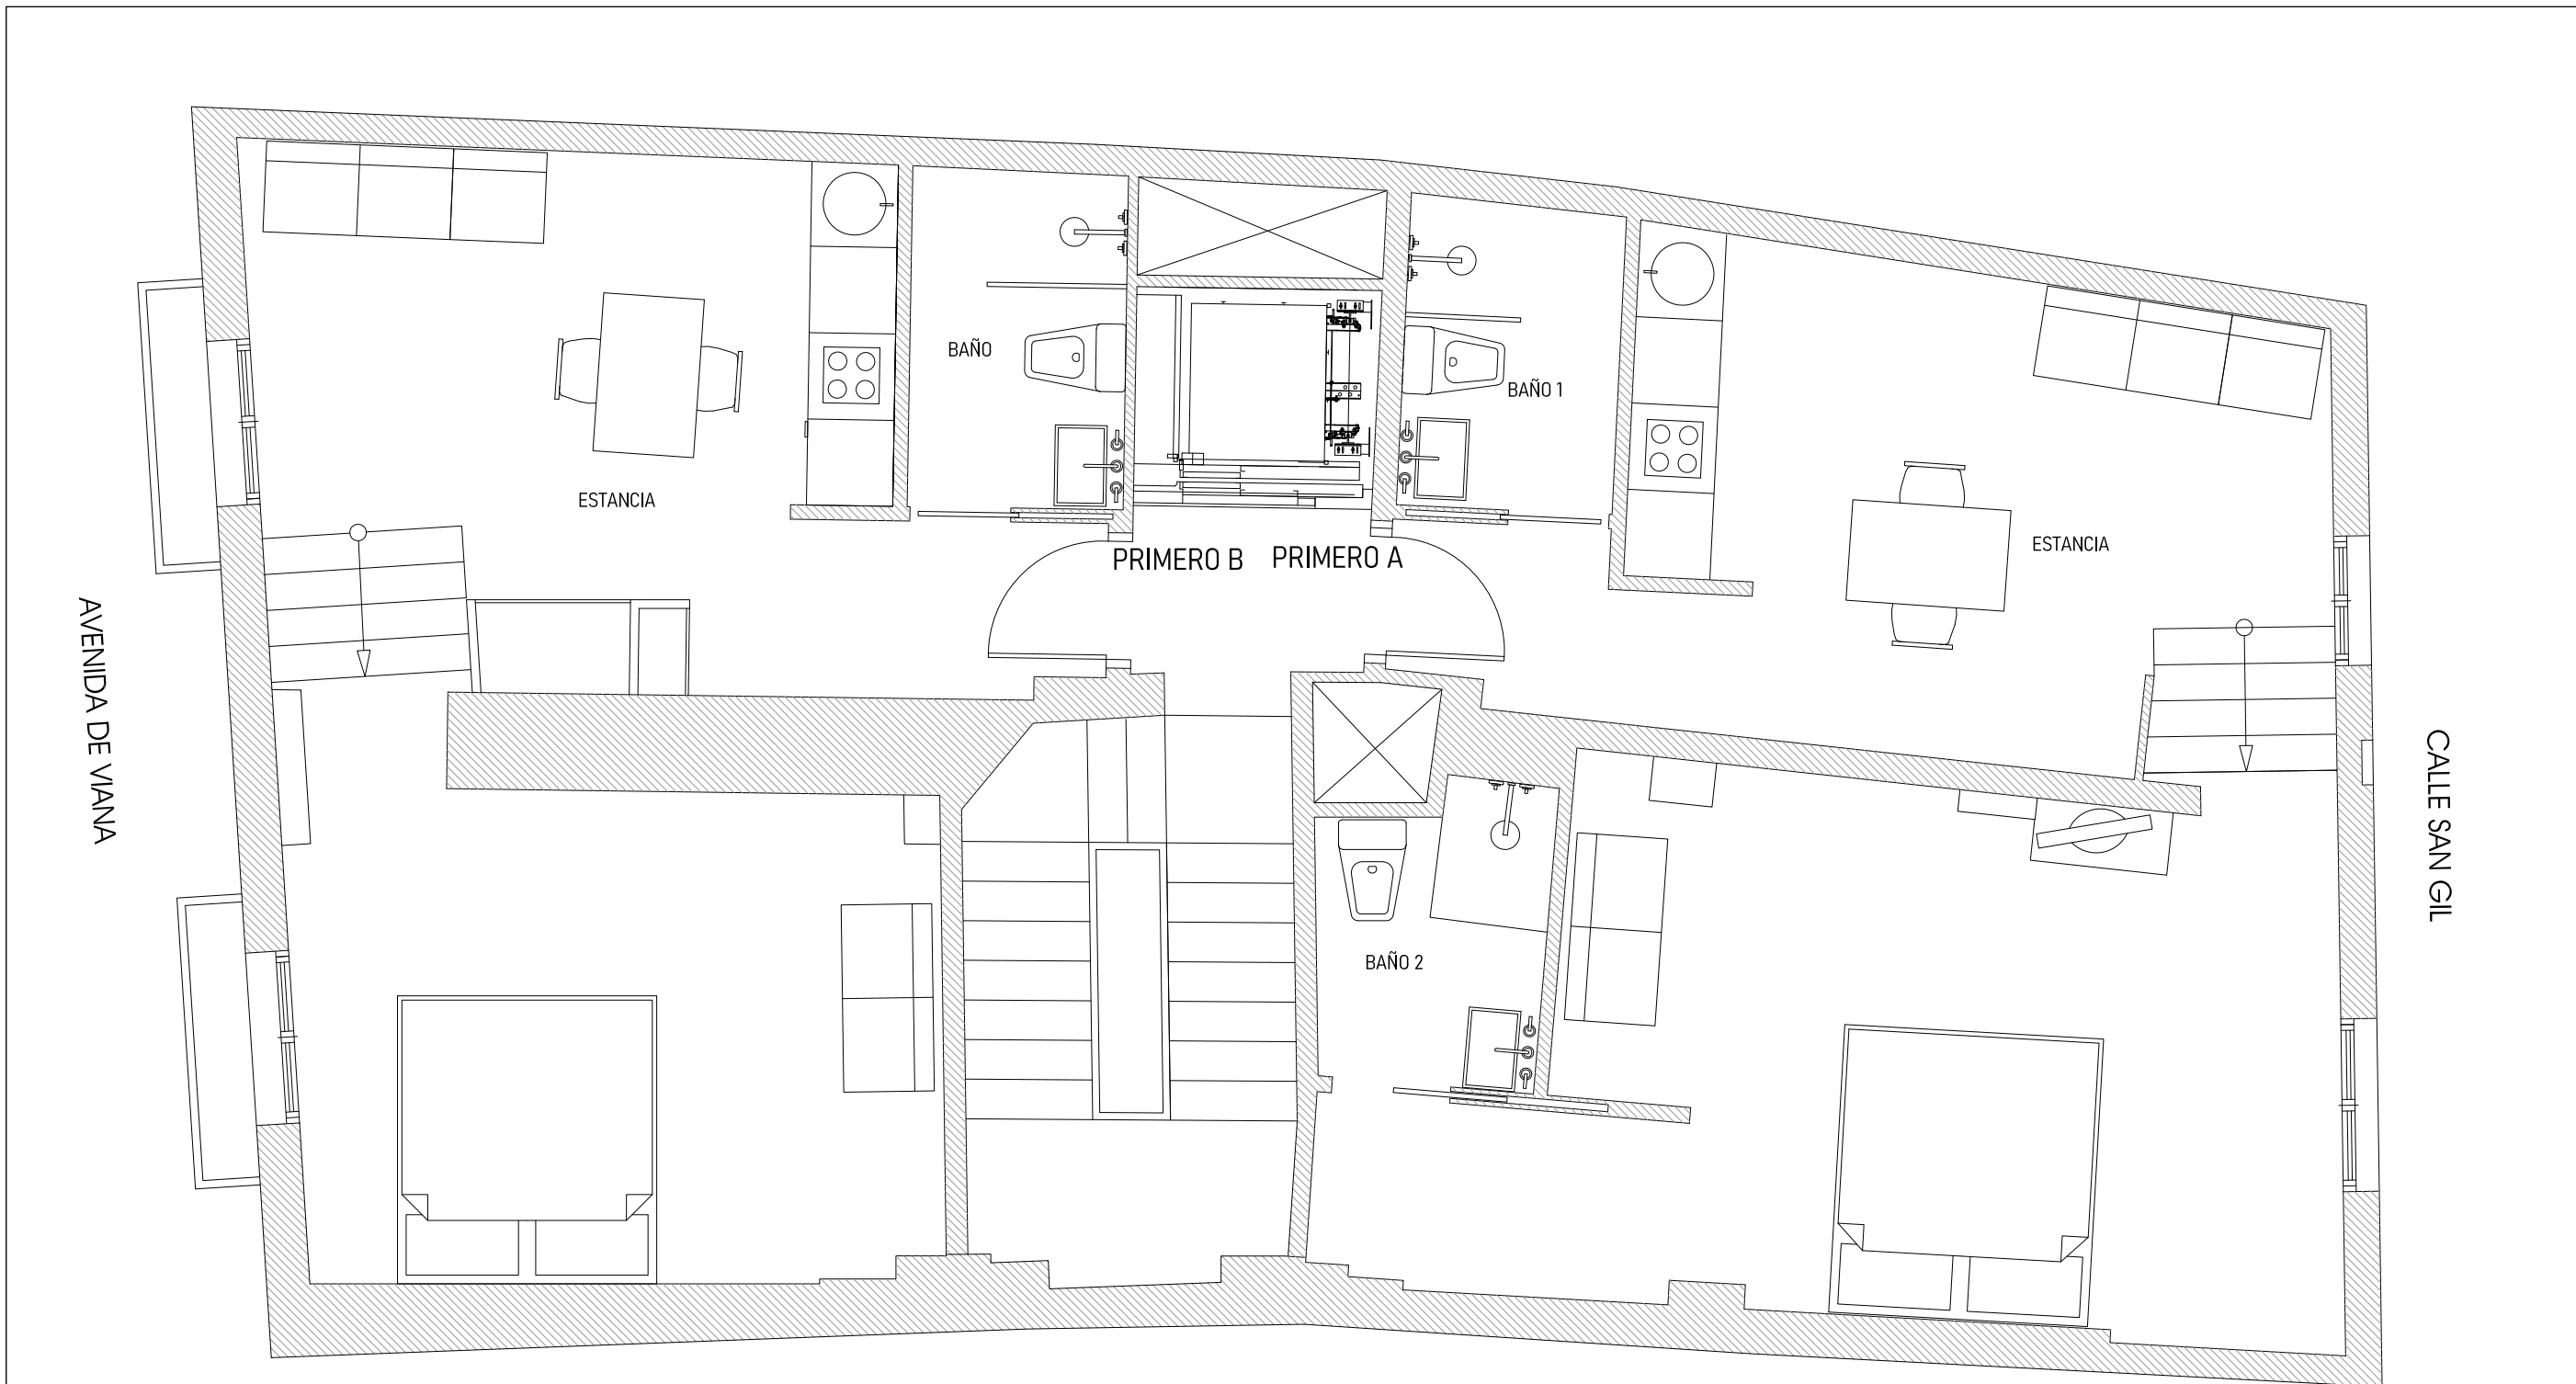 BAÑO
BAÑO 1
ESTANCIA
PRIMERO B
PRIMERO A
ESTANCIA
AVENIDA DE VIANA
CALLE SAN GIL
BAÑO 2